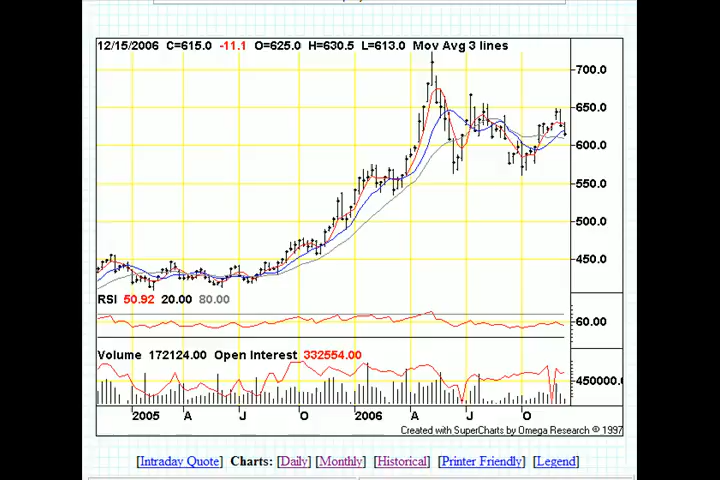 12/15/2006 C=615.0 -11.1 O=625.0 H=630.5 L=613.0 Mov Avg 3 lines
700.0
650.0
600.0
550.0
500.0
450.0
RSI 50.92 20.00 80.00
60.00
Volume 172124.00 Open Interest 332554.00
450000.
2005 A J O 2006 A J O
Created with SuperCharts by Omega Research © 1997
[Intraday Quote] Charts: [Daily] [Monthly] [Historical] [Printer Friendly] [Legend]